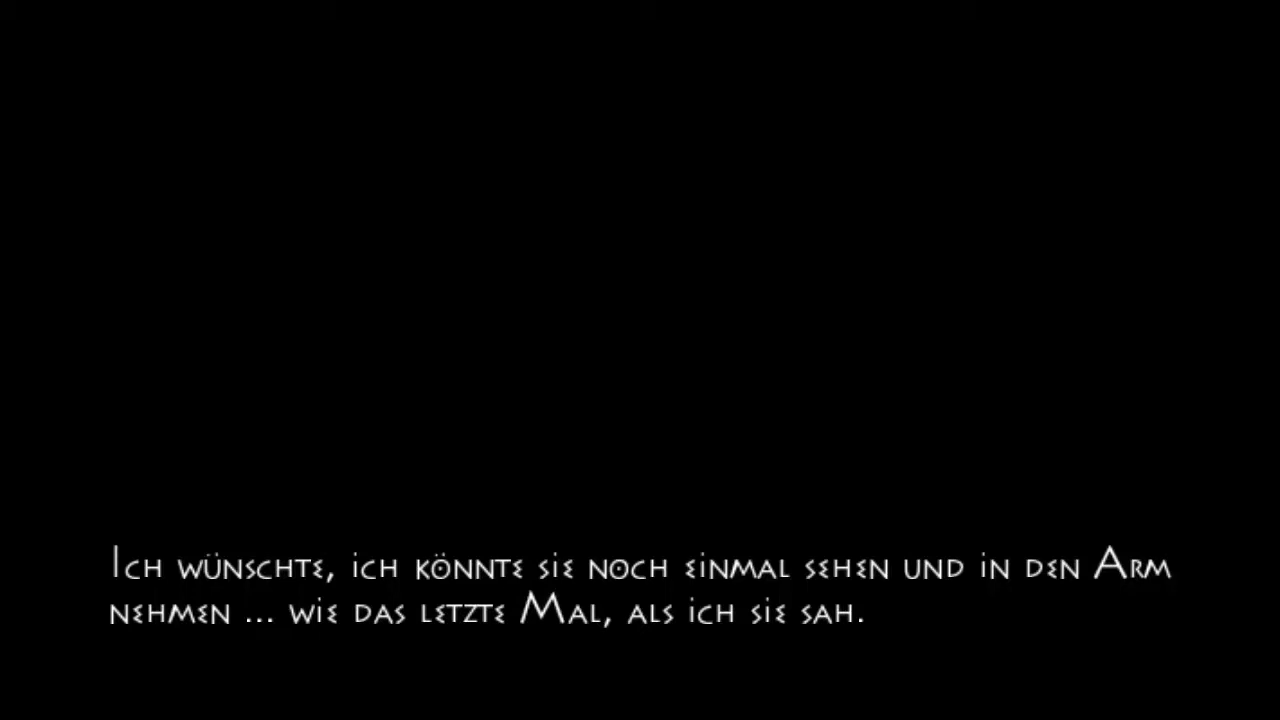 Ich wünschte, ich könnte sie noch einmal sehen und in den Arm
nehmen ... wie das letzte Mal, als ich sie sah.